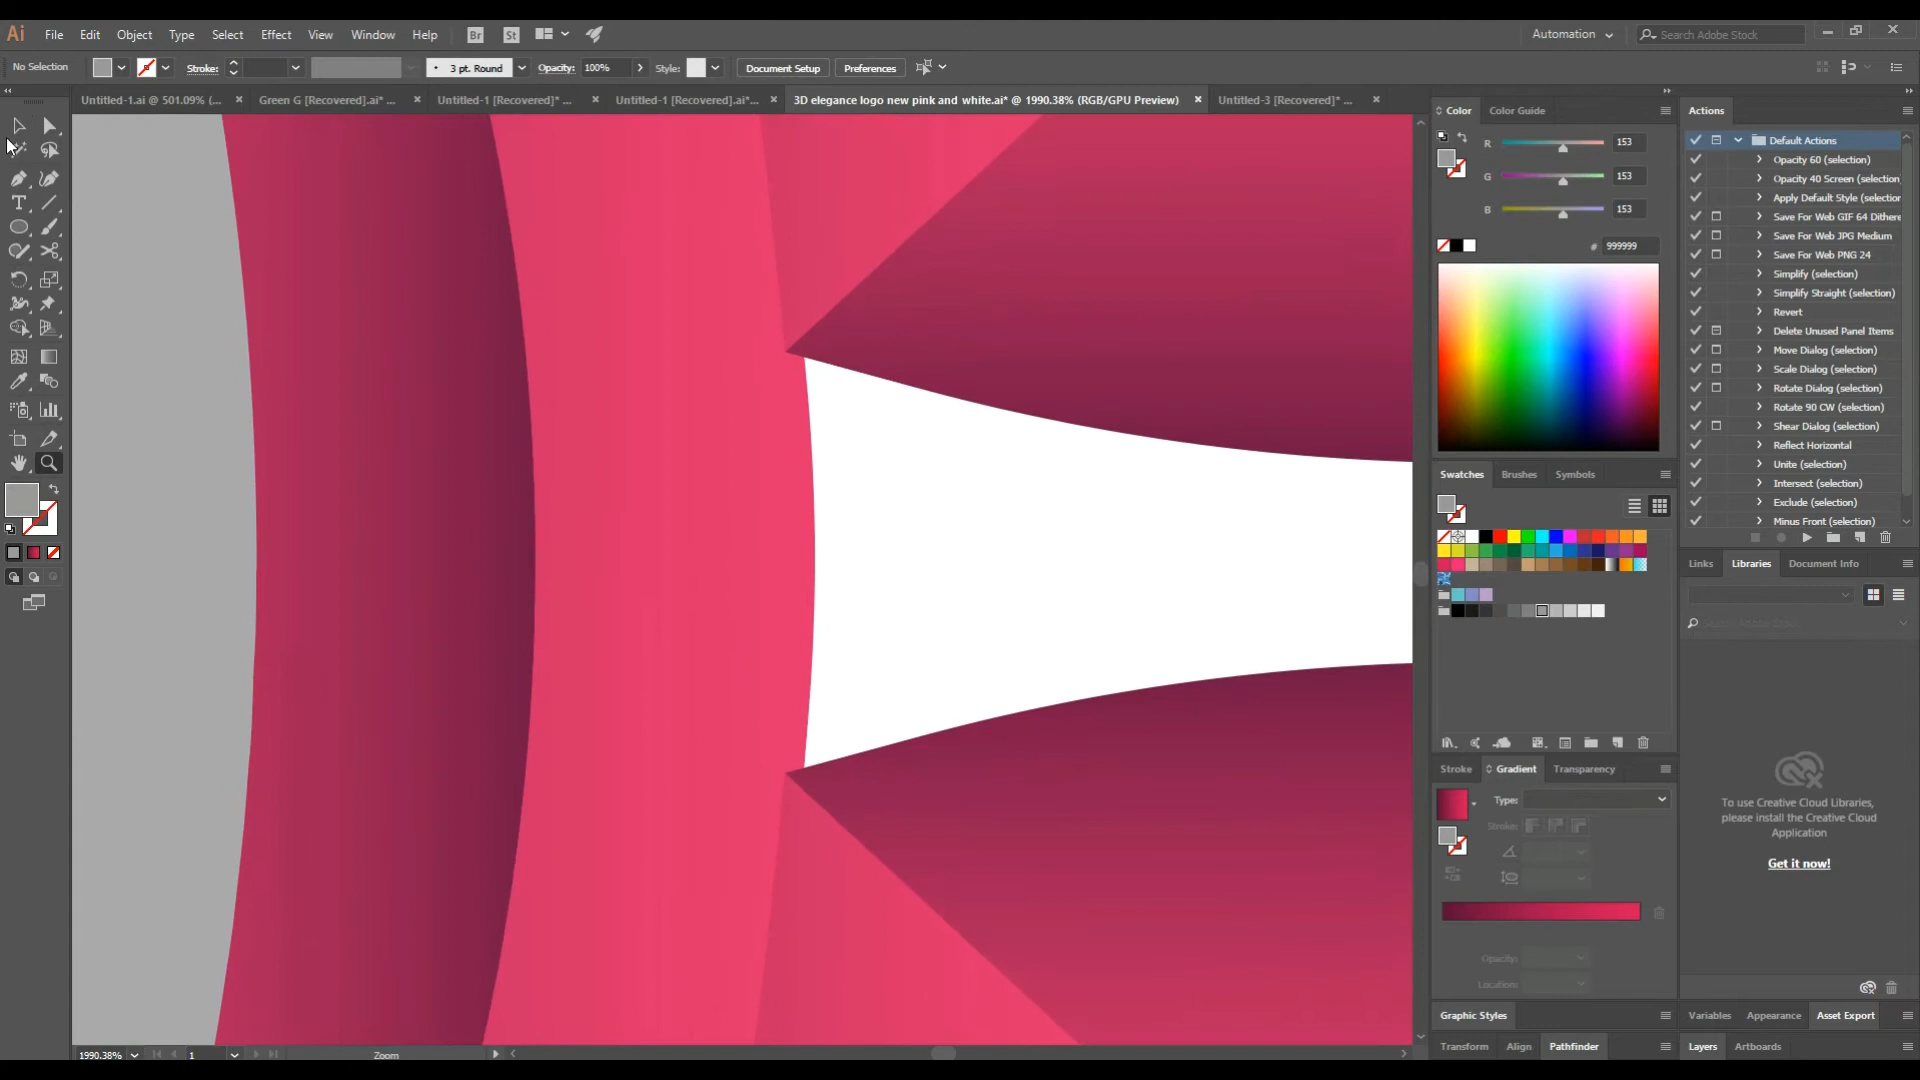 Ai File Edit Object Type Select Effect View Window Help Br St Automation Search Adobe Stock
No Selection Stroke: 3 pt. Round Opacity: 100% Style: Document Setup Preferences
Untitled-1.ai @ 501.09% (... Green G [Recovered].ai* ... Untitled-1 [Recovered]* ... Untitled-1 [Recovered].ai*... 3D elegance logo new pink and white.ai* @ 1990.38% (RGB/GPU Preview) Untitled-3 [Recovered]* ...
Color Color Guide
R 153
G 153
B 153
# 999999
Swatches Brushes Symbols
Stroke Gradient Transparency
Type:
Stroke:
Opacity:
Location:
Graphic Styles
Transform Align Pathfinder
Actions
Default Actions
Opacity 60 (selection)
Opacity 40 Screen (selection)
Apply Default Style (selection
Save For Web GIF 64 Dithere
Save For Web JPG Medium
Save For Web PNG 24
Simplify (selection)
Simplify Straight (selection)
Revert
Delete Unused Panel Items
Move Dialog (selection)
Scale Dialog (selection)
Rotate Dialog (selection)
Rotate 90 CW (selection)
Shear Dialog (selection)
Reflect Horizontal
Unite (selection)
Intersect (selection)
Exclude (selection)
Minus Front (selection)
Links Libraries Document Info
Search Adobe Stock
To use Creative Cloud Libraries,
please install the Creative Cloud
Application
Get it now!
Variables Appearance Asset Export
Layers Artboards
1990.38% 1 Zoom